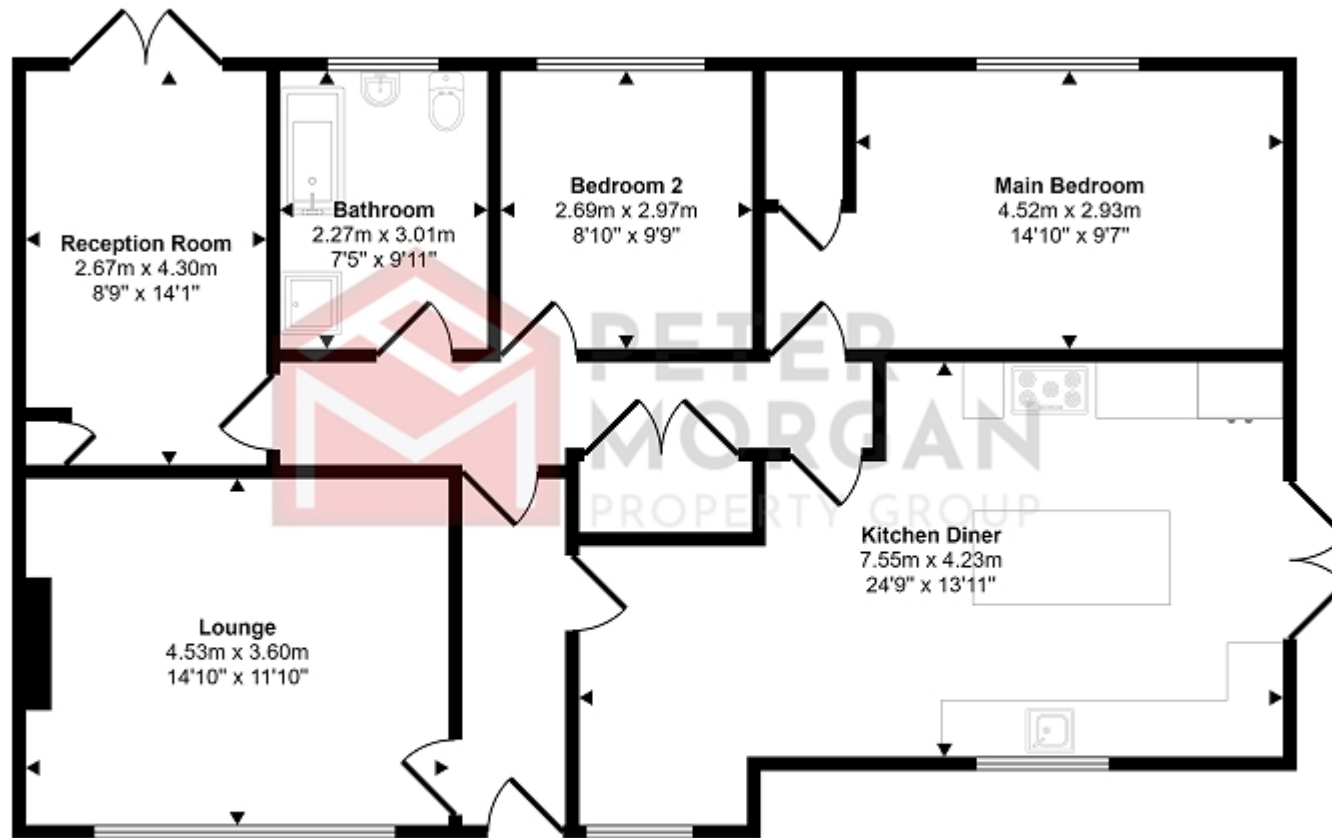 Reception Room
2.67m x 4.30m
8'9" x 14'1"
Bathroom
2.27m x 3.01m
7'5" x 9'11"
Bedroom 2
2.69m x 2.97m
8'10" x 9'9"
Main Bedroom
4.52m x 2.93m
14'10" x 9'7"
PETER
MORGAN
PROPERTY GROUP
Kitchen Diner
7.55m x 4.23m
24'9" x 13'11"
Lounge
4.53m x 3.60m
14'10" x 11'10"